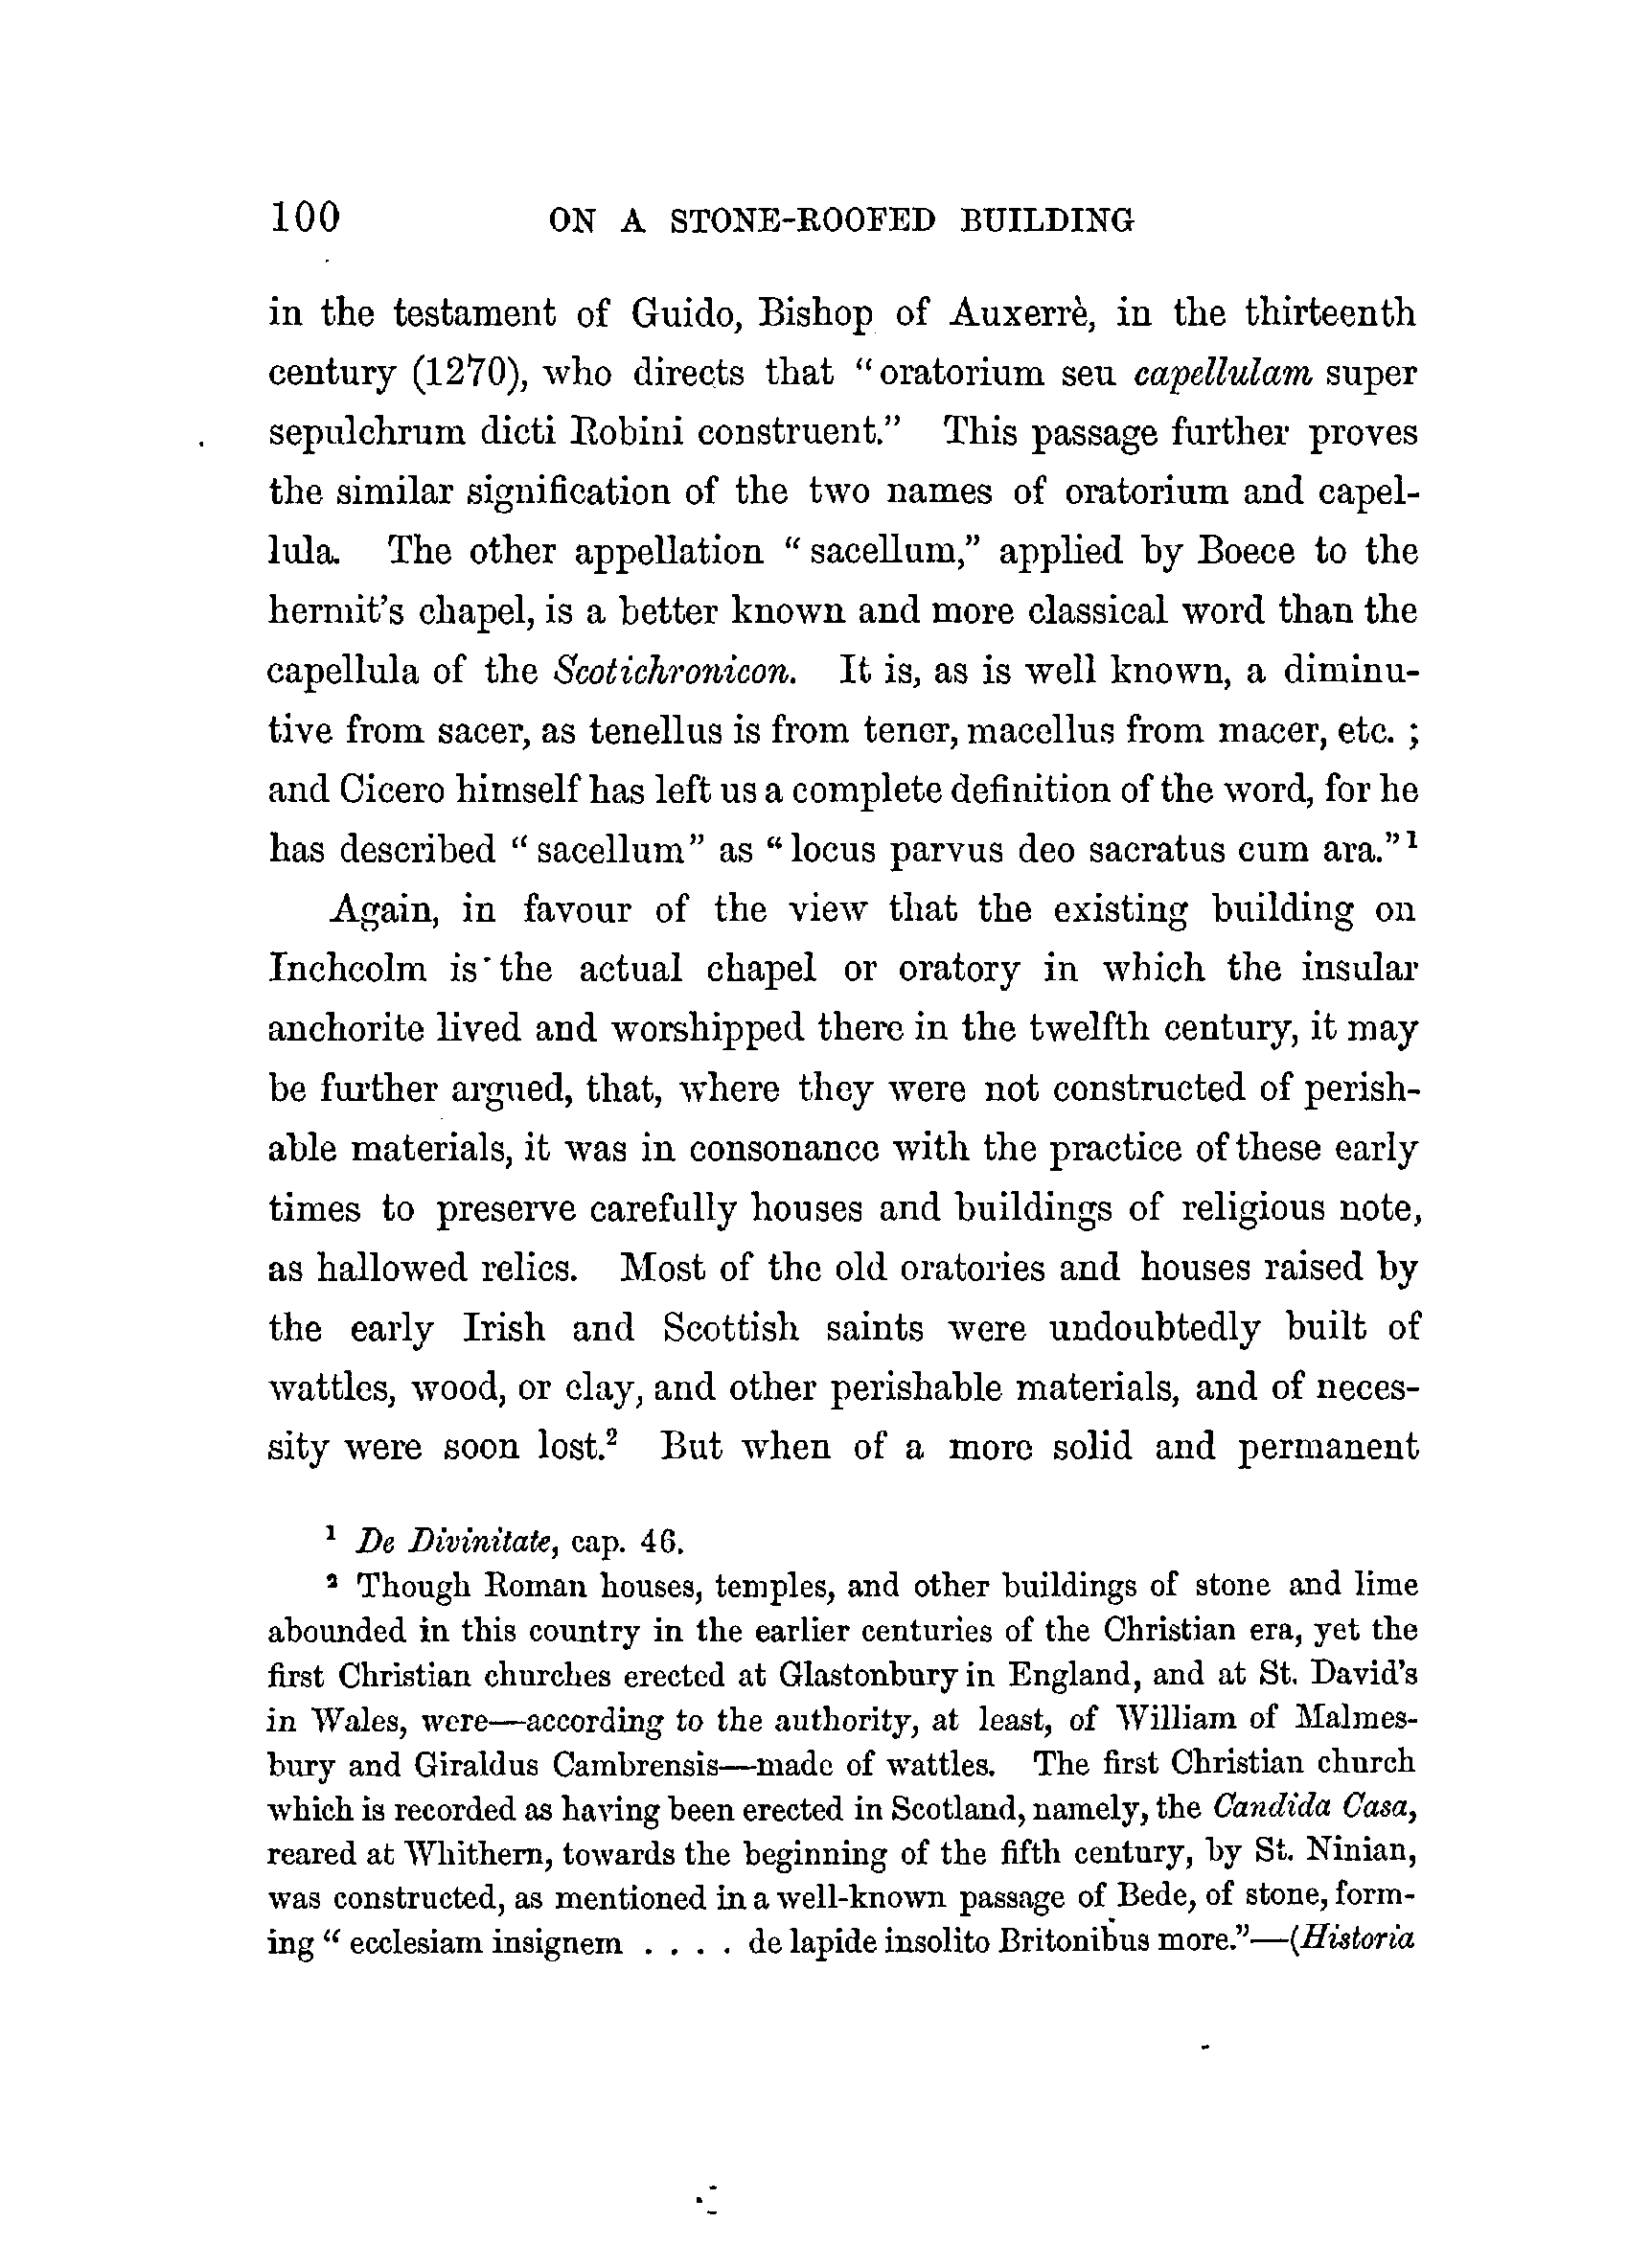 100 ON A STONE-ROOFED BUILDING
in the testament of Guido, Bishop of Auxerrè, in the thirteenth
century (1270), who directs that “oratorium seu capellulam super
sepulchrum dicti Robini construent.” This passage further proves
the similar signification of the two names of oratorium and capel-
lula. The other appellation “sacellum,” applied by Boece to the
hermit’s chapel, is a better known and more classical word than the
capellula of the Scotichronicon. It is, as is well known, a diminu-
tive from sacer, as tenellus is from tener, macellus from macer, etc. ;
and Cicero himself has left us a complete definition of the word, for he
has described “sacellum” as “locus parvus deo sacratus cum ara.”¹
Again, in favour of the view that the existing building on
Inchcolm is the actual chapel or oratory in which the insular
anchorite lived and worshipped there in the twelfth century, it may
be further argued, that, where they were not constructed of perish-
able materials, it was in consonance with the practice of these early
times to preserve carefully houses and buildings of religious note,
as hallowed relics. Most of the old oratories and houses raised by
the early Irish and Scottish saints were undoubtedly built of
wattles, wood, or clay, and other perishable materials, and of neces-
sity were soon lost.² But when of a more solid and permanent
¹ De Divinitate, cap. 46.
² Though Roman houses, temples, and other buildings of stone and lime
abounded in this country in the earlier centuries of the Christian era, yet the
first Christian churches erected at Glastonbury in England, and at St. David’s
in Wales, were—according to the authority, at least, of William of Malmes-
bury and Giraldus Cambrensis—made of wattles. The first Christian church
which is recorded as having been erected in Scotland, namely, the Candida Casa,
reared at Whithern, towards the beginning of the fifth century, by St. Ninian,
was constructed, as mentioned in a well-known passage of Bede, of stone, form-
ing “ecclesiam insignem . . . . de lapide insolito Britonibus more.”—(Historia